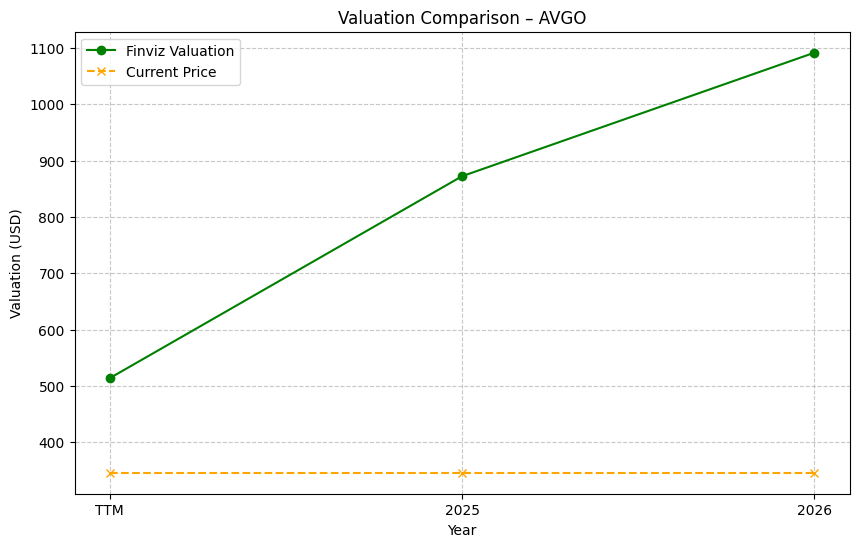 Valuation Comparison – AVGO
Finviz Valuation
Current Price
1100
1000
900
800
700
600
500
400
Valuation (USD)
TTM
2025
2026
Year